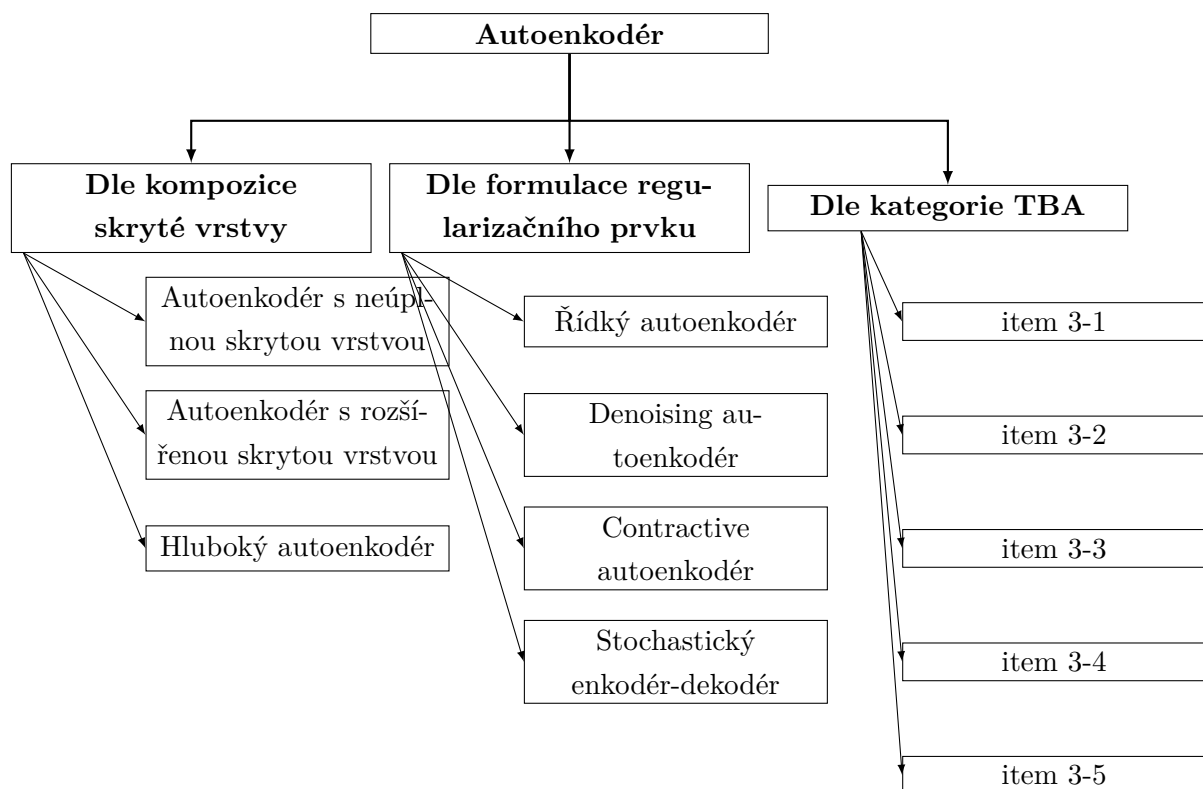 Autoenkodér
Dle kompozice
skryté vrstvy
Autoenkodér s neúpl-
nou skrytou vrstvou
Autoenkodér s rozší-
řenou skrytou vrstvou
Hluboký autoenkodér
Dle formulace regu-
larizačního prvku
Řídký autoenkodér
Denoising au-
toenkodér
Contractive
autoenkodér
Stochastický
enkodér-dekodér
Dle kategorie TBA
item 3-1
item 3-2
item 3-3
item 3-4
item 3-5